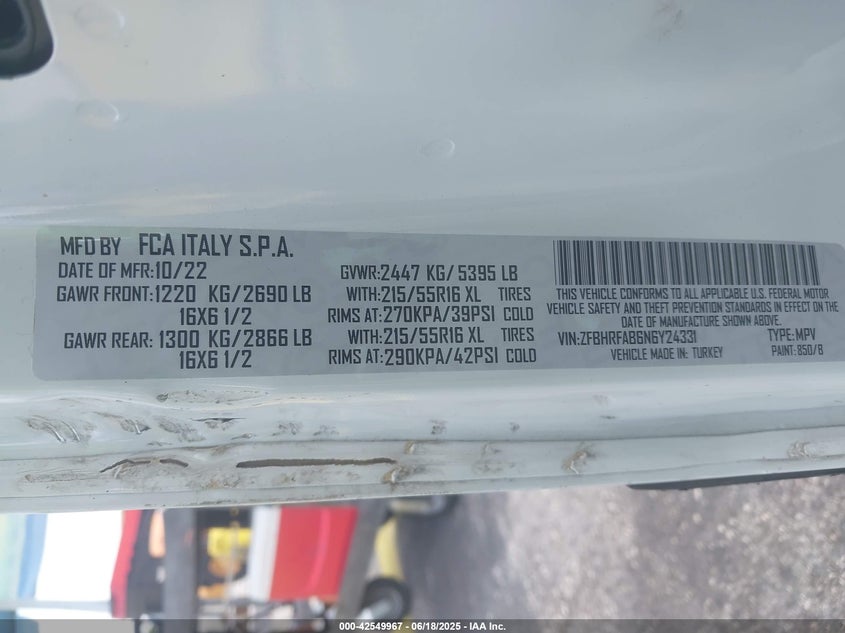 MFD BY FCA ITALY S.P.A.
DATE OF MFR:10/22
GAWR FRONT:1220 KG/2690 LB
16X6 1/2
GAWR REAR:1300 KG/2866 LB
16X6 1/2
GVWR:2447 KG/5395 LB
WITH:215/55R16 XL TIRES
RIMS AT:270KPA/39PSI COLD
WITH:215/55R16 XL TIRES
RIMS AT:290KPA/42PSI COLD
THIS VEHICLE CONFORMS TO ALL APPLICABLE U.S. FEDERAL MOTOR
VEHICLE SAFETY AND THEFT PREVENTION STANDARDS IN EFFECT ON THE
DATE OF MANUFACTURE SHOWN ABOVE.
VIN:ZFBHRFAB6N6Y24331 TYPE:MPV
VEHICLE MADE IN: TURKEY PAINT:850/B
000-42549967 - 06/18/2025 - IAA Inc.